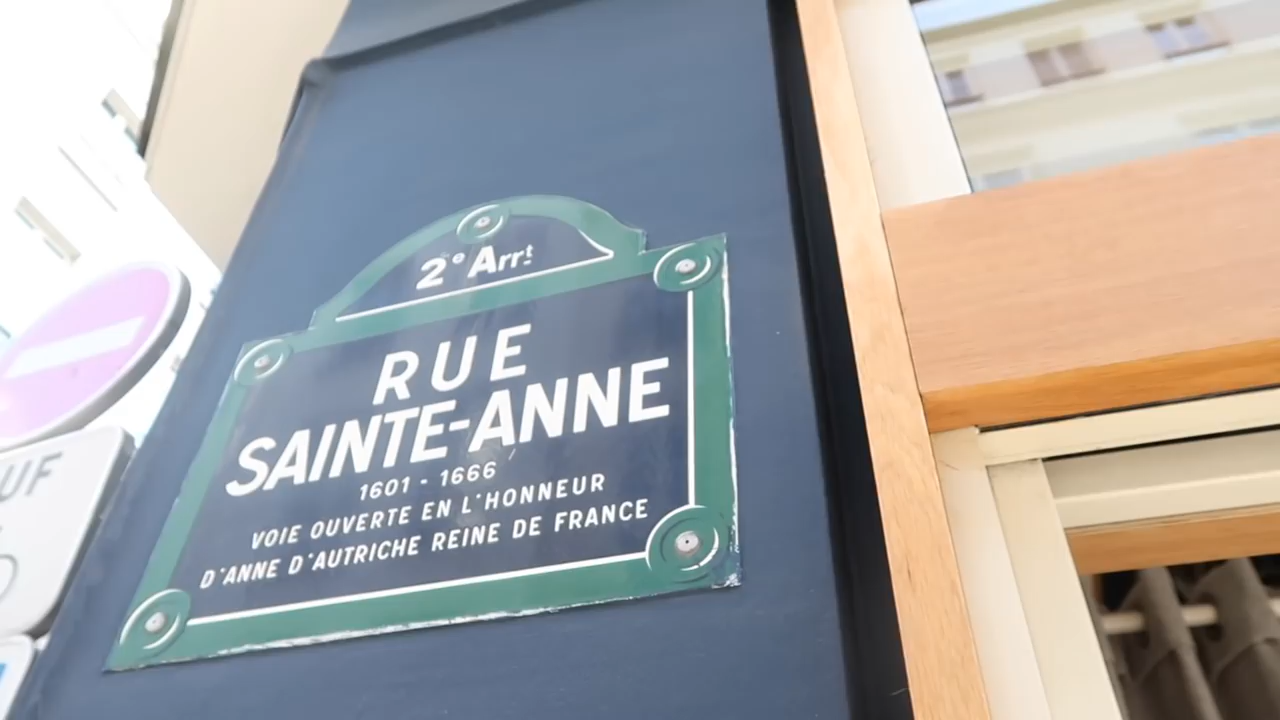 2e Arrt
RUE
SAINTE-ANNE
1601 - 1666
VOIE OUVERTE EN L'HONNEUR
D'ANNE D'AUTRICHE REINE DE FRANCE
UF